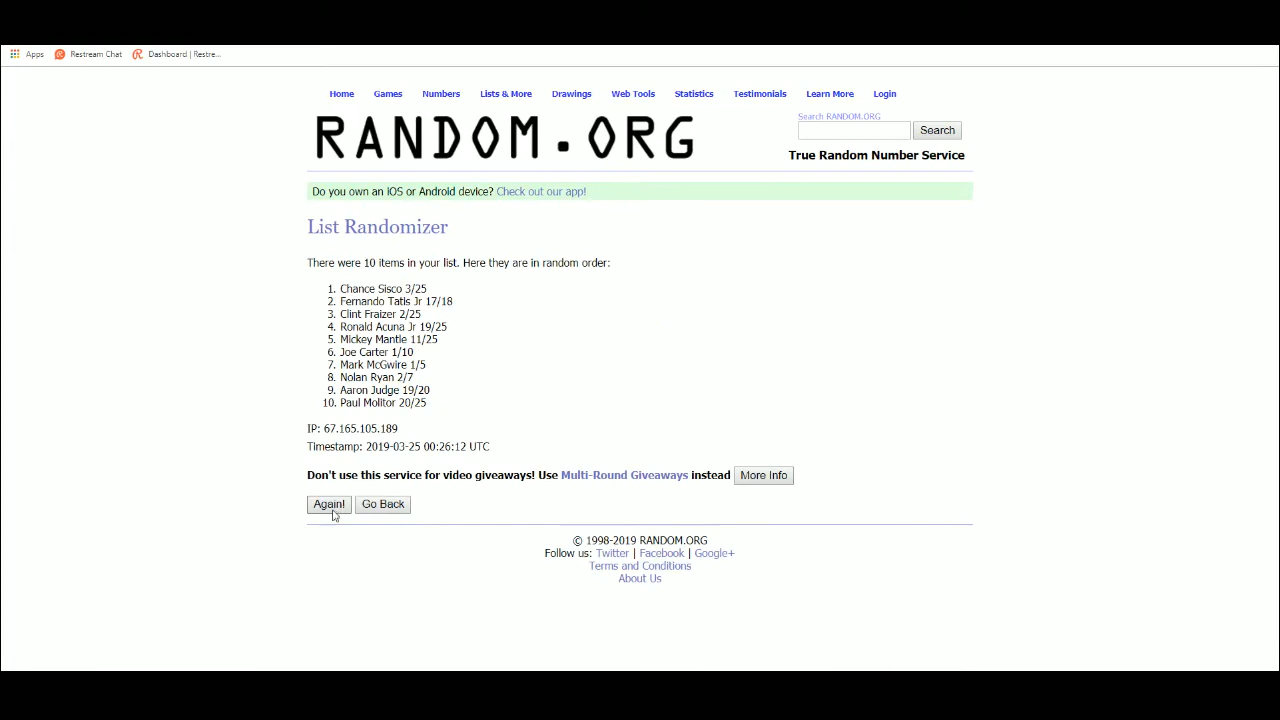 Apps Restream Chat Dashboard | Restre...
Home Games Numbers Lists & More Drawings Web Tools Statistics Testimonials Learn More Login
RANDOM.ORG
Search RANDOM.ORG
Search
True Random Number Service
Do you own an iOS or Android device? Check out our app!
List Randomizer
There were 10 items in your list. Here they are in random order:
1. Chance Sisco 3/25
2. Fernando Tatis Jr 17/18
3. Clint Fraizer 2/25
4. Ronald Acuna Jr 19/25
5. Mickey Mantle 11/25
6. Joe Carter 1/10
7. Mark McGwire 1/5
8. Nolan Ryan 2/7
9. Aaron Judge 19/20
10. Paul Molitor 20/25
IP: 67.165.105.189
Timestamp: 2019-03-25 00:26:12 UTC
Don't use this service for video giveaways! Use Multi-Round Giveaways instead More Info
Again! Go Back
© 1998-2019 RANDOM.ORG
Follow us: Twitter | Facebook | Google+
Terms and Conditions
About Us